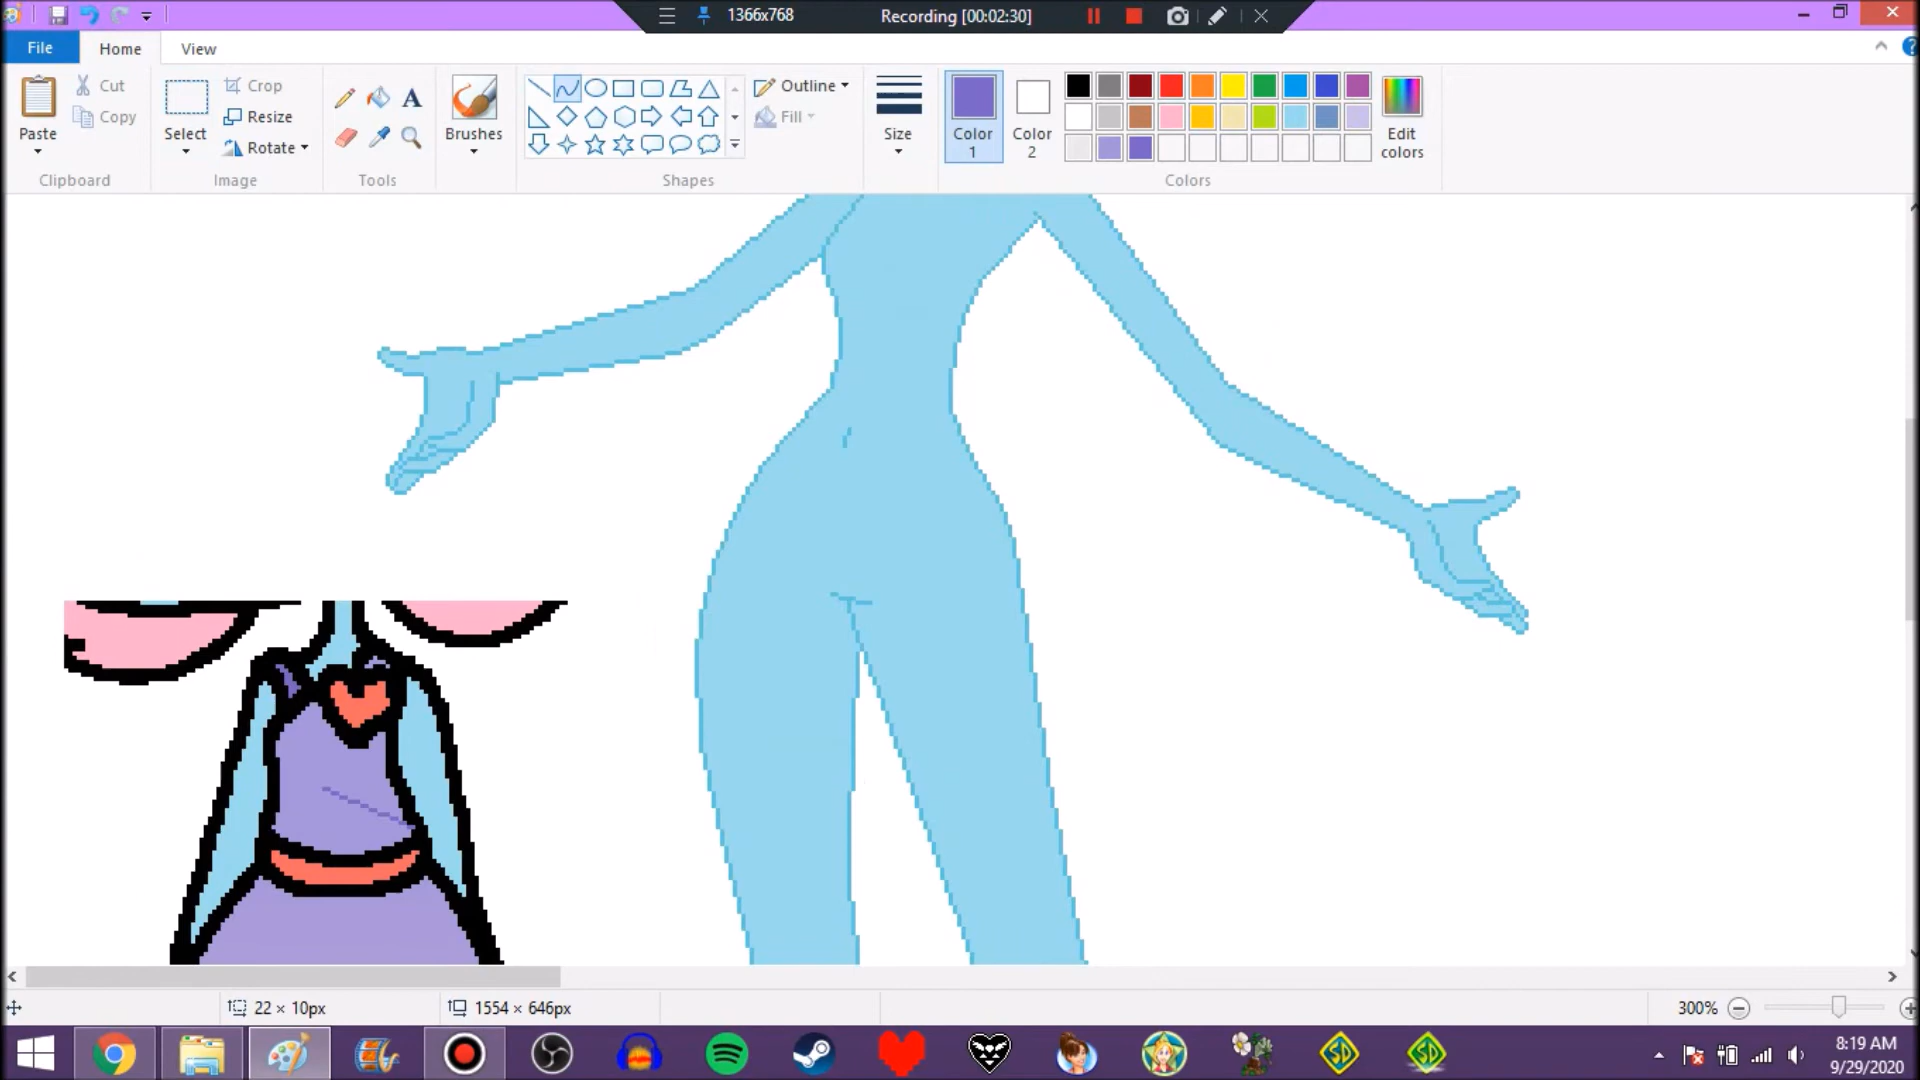 1366x768
Recording [00:02:30]
File
Home
View
Paste
Cut
Copy
Clipboard
Select
Crop
Resize
Rotate
Image
A
Tools
Brushes
Shapes
Outline
Fill
Size
Color
1
Color
2
Edit
colors
Colors
22 × 10px
1554 × 646px
300%
SD
SD
8:19 AM
9/29/2020